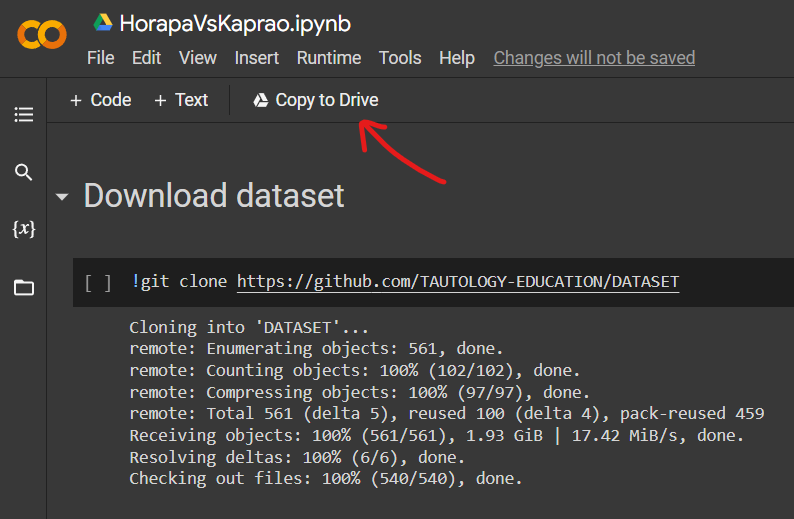 HorapaVsKaprao.ipynb
File Edit View Insert Runtime Tools Help Changes will not be saved
+ Code + Text Copy to Drive
Download dataset
{x}
[ ] !git clone https://github.com/TAUTOLOGY-EDUCATION/DATASET
Cloning into 'DATASET'...
remote: Enumerating objects: 561, done.
remote: Counting objects: 100% (102/102), done.
remote: Compressing objects: 100% (97/97), done.
remote: Total 561 (delta 5), reused 100 (delta 4), pack-reused 459
Receiving objects: 100% (561/561), 1.93 GiB | 17.42 MiB/s, done.
Resolving deltas: 100% (6/6), done.
Checking out files: 100% (540/540), done.